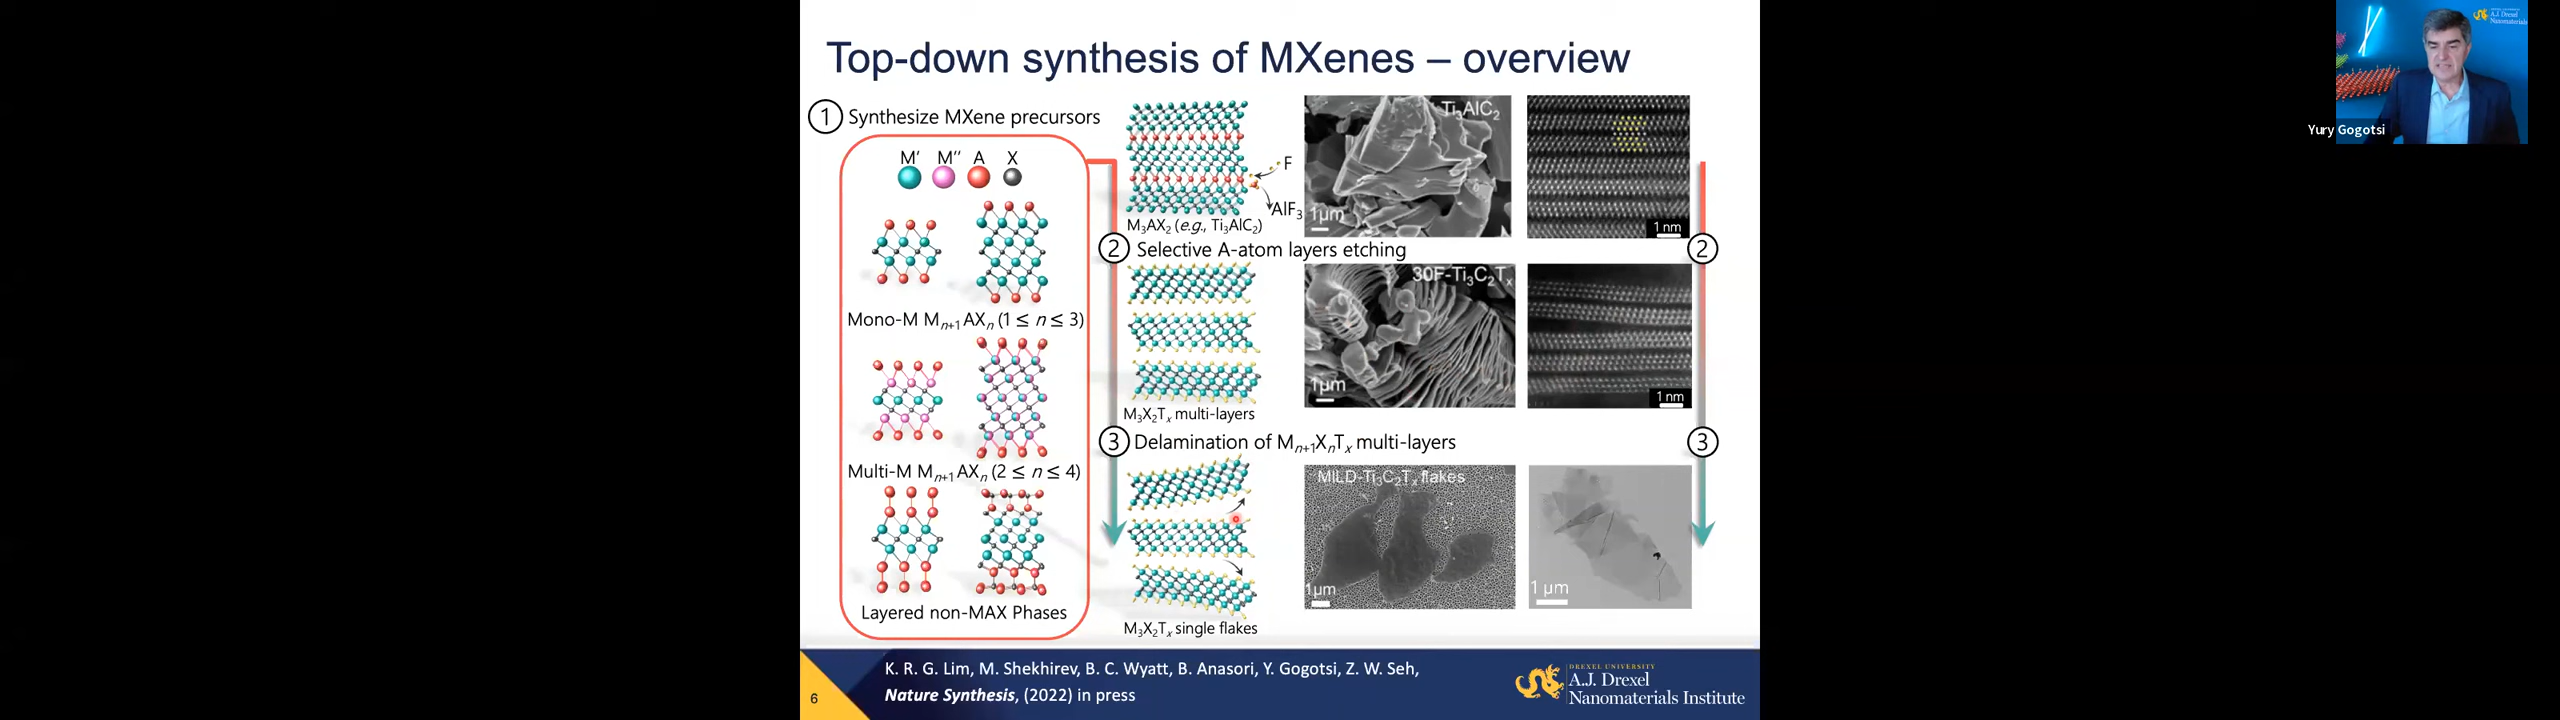 Top-down synthesis of MXenes – overview
1 Synthesize MXene precursors
M′ M″ A X
Mono-M Mₙ₊₁AXₙ (1 ≤ n ≤ 3)
Multi-M Mₙ₊₁AXₙ (2 ≤ n ≤ 4)
Layered non-MAX Phases
F
AlF₃
M₃AX₂ (e.g., Ti₃AlC₂)
Ti₃AlC₂
1μm
1 nm
2 Selective A-atom layers etching 2
30F-Ti₃C₂Tₓ
1μm
1 nm
M₃X₂Tₓ multi-layers
3 Delamination of Mₙ₊₁XₙTₓ multi-layers 3
MILD-Ti₃C₂Tₓ flakes
1μm
1 μm
M₃X₂Tₓ single flakes
K. R. G. Lim, M. Shekhirev, B. C. Wyatt, B. Anasori, Y. Gogotsi, Z. W. Seh,
Nature Synthesis, (2022) in press
6
DREXEL UNIVERSITY
A.J. Drexel
Nanomaterials Institute
A.J. Drexel
Nanomaterials
Yury Gogotsi